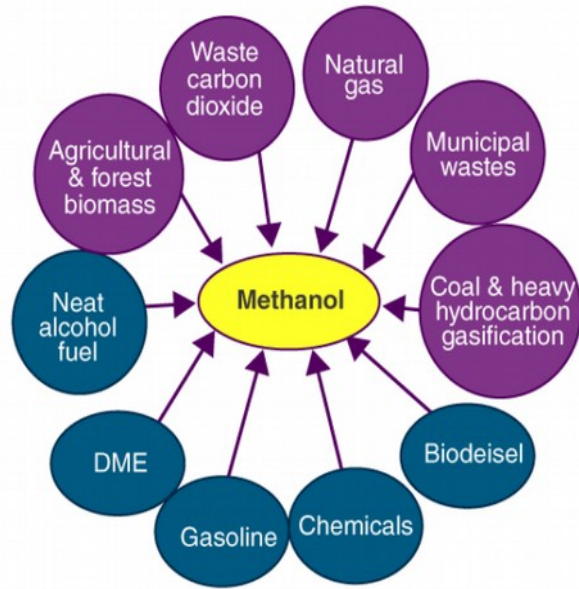 Waste
carbon
dioxide
Natural
gas
Agricultural
& forest
biomass
Municipal
wastes
Neat
alcohol
fuel
Methanol
Coal & heavy
hydrocarbon
gasification
DME
Biodeisel
Gasoline
Chemicals